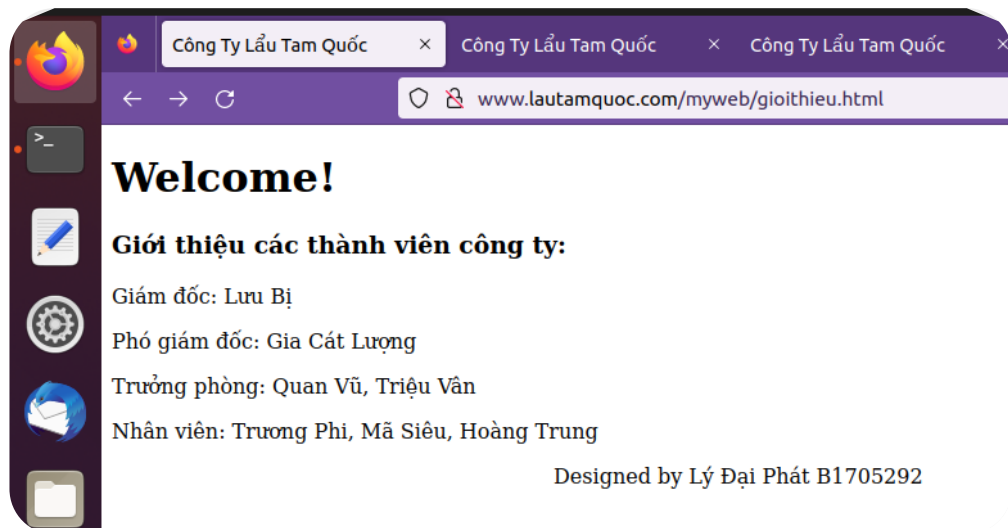 Công Ty Lẩu Tam Quốc × Công Ty Lẩu Tam Quốc × Công Ty Lẩu Tam Quốc ×
www.lautamquoc.com/myweb/gioithieu.html
>_
Welcome!
Giới thiệu các thành viên công ty:
Giám đốc: Lưu Bị
Phó giám đốc: Gia Cát Lượng
Trưởng phòng: Quan Vũ, Triệu Vân
Nhân viên: Trương Phi, Mã Siêu, Hoàng Trung
Designed by Lý Đại Phát B1705292